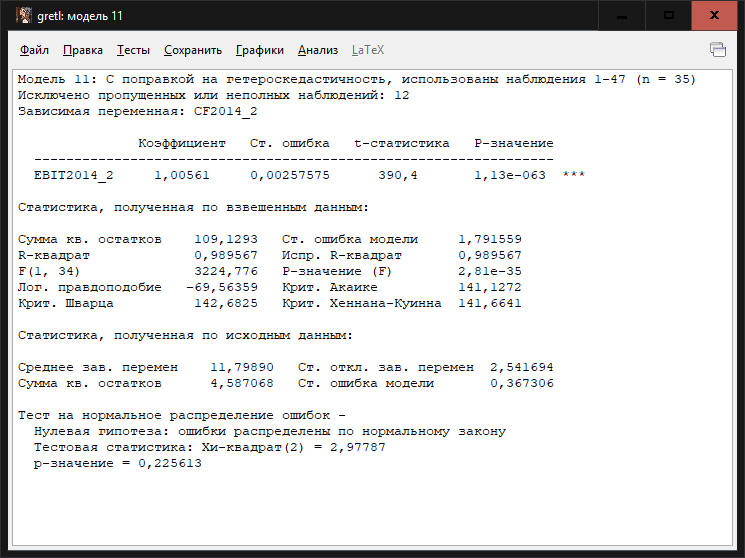 gretl: модель 11
Файл Правка Тесты Сохранить Графики Анализ LaTeX
Модель 11: С поправкой на гетероскедастичность, использованы наблюдения 1-47 (n = 35)
Исключено пропущенных или неполных наблюдений: 12
Зависимая переменная: CF2014_2
Коэффициент Ст. ошибка t-статистика P-значение
---------------------------------------------------------------
EBIT2014_2 1,00561 0,00257575 390,4 1,13e-063 ***
Статистика, полученная по взвешенным данным:
Сумма кв. остатков 109,1293 Ст. ошибка модели 1,791559
R-квадрат 0,989567 Испр. R-квадрат 0,989567
F(1, 34) 3224,776 Р-значение (F) 2,81e-35
Лог. правдоподобие -69,56359 Крит. Акаике 141,1272
Крит. Шварца 142,6825 Крит. Хеннана-Куинна 141,6641
Статистика, полученная по исходным данным:
Среднее зав. перемен 11,79890 Ст. откл. зав. перемен 2,541694
Сумма кв. остатков 4,587068 Ст. ошибка модели 0,367306
Тест на нормальное распределение ошибок -
Нулевая гипотеза: ошибки распределены по нормальному закону
Тестовая статистика: Хи-квадрат(2) = 2,97787
р-значение = 0,225613